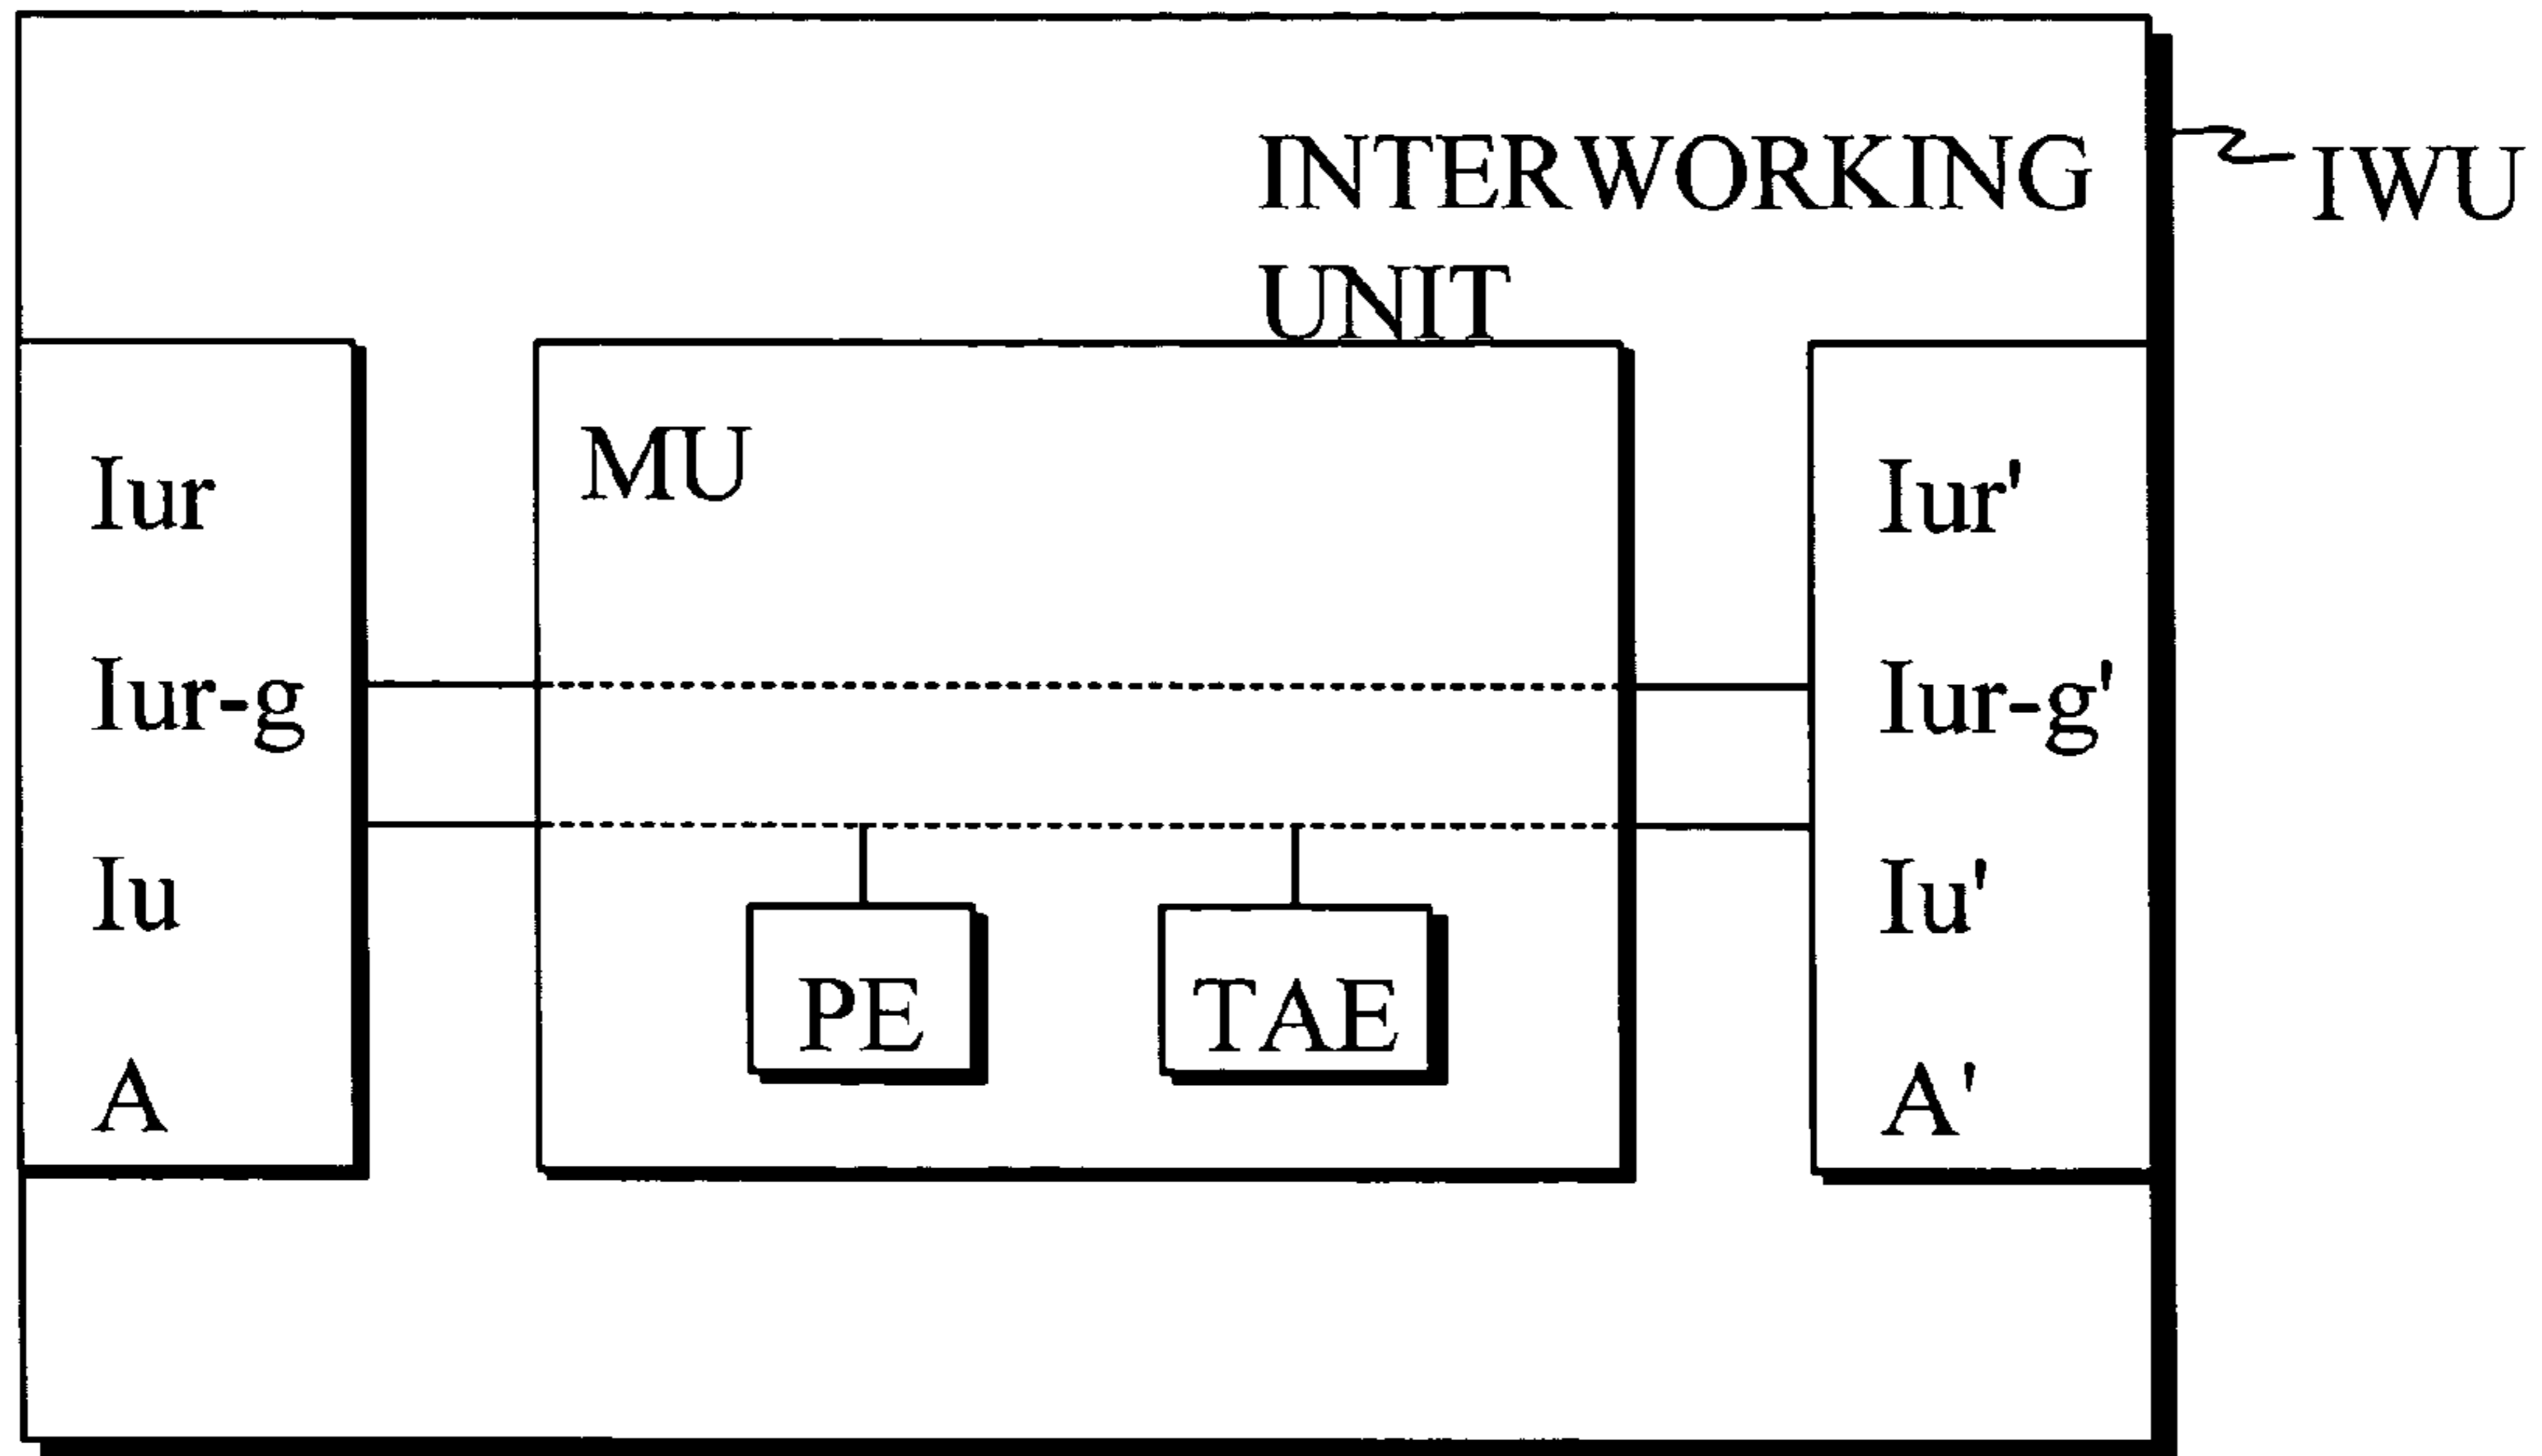 INTERWORKING
UNIT
IWU
MU
Iur
Iur-g
Iu
A
PE
TAE
Iur'
Iur-g'
Iu'
A'